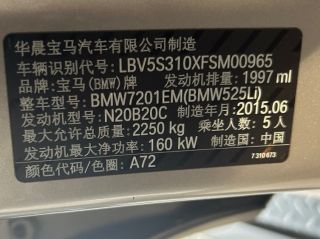 华晨宝马汽车有限公司制造
车辆识别代号: LBV5S310XFSM00965
品牌: 宝马(BMW)牌 发动机排量: 1997 ml
整车型号: BMW7201EM(BMW525Li)
发动机型号: N20B20C 制造年月: 2015.06
最大允许总质量: 2250 kg 乘坐人数: 5 人
发动机最大净功率: 160 kW 制造国: 中国
颜色代码/色圈: A72 7 310 673